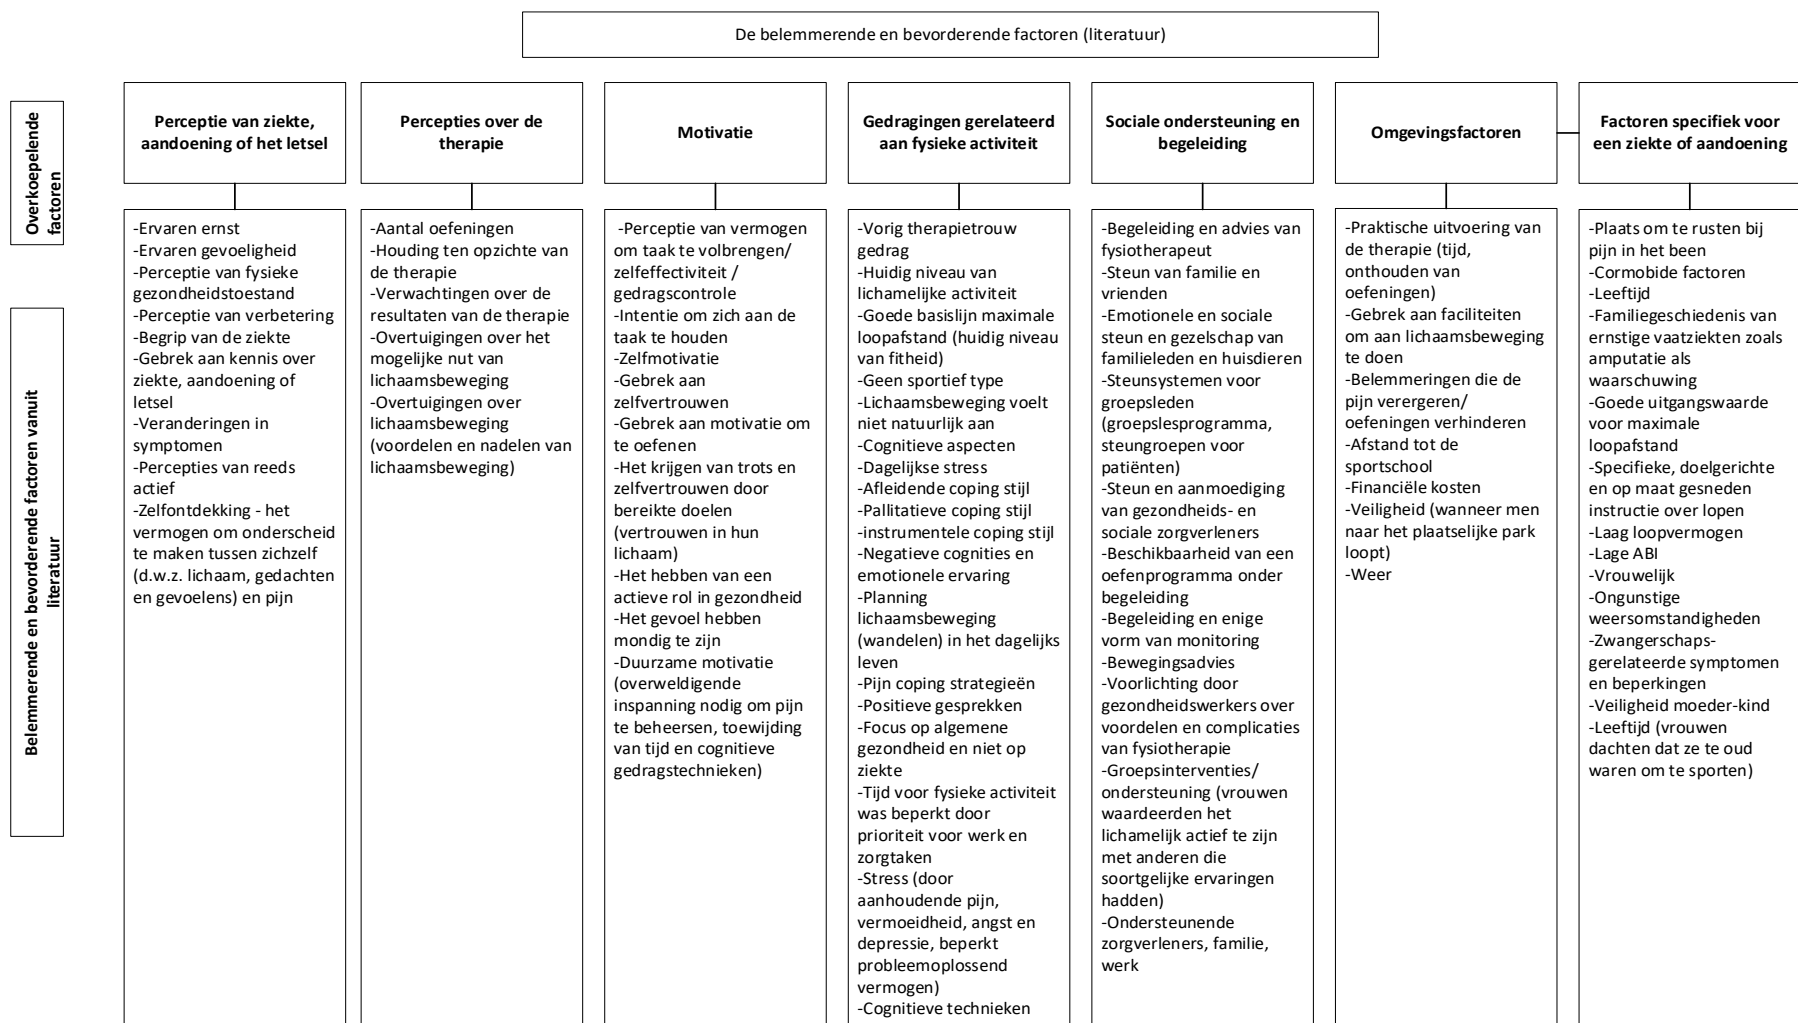 De belemmerende en bevorderende factoren (literatuur)
Overkoepelende
factoren
Belemmerende en bevorderende factoren vanuit
literatuur
Perceptie van ziekte,
aandoening of het letsel
-Ervaren ernst
-Ervaren gevoeligheid
-Perceptie van fysieke
gezondheidstoestand
-Perceptie van verbetering
-Begrip van de ziekte
-Gebrek aan kennis over
ziekte, aandoening of
letsel
-Veranderingen in
symptomen
-Percepties van reeds
actief
-Zelfontdekking - het
vermogen om onderscheid
te maken tussen zichzelf
(d.w.z. lichaam, gedachten
en gevoelens) en pijn
Percepties over de
therapie
-Aantal oefeningen
-Houding ten opzichte van
de therapie
-Verwachtingen over de
resultaten van de therapie
-Overtuigingen over het
mogelijke nut van
lichaamsbeweging
-Overtuigingen over
lichaamsbeweging
(voordelen en nadelen van
lichaamsbeweging)
Motivatie
-Perceptie van vermogen
om taak te volbrengen/
zelfeffectiviteit /
gedragscontrole
-Intentie om zich aan de
taak te houden
-Zelfmotivatie
-Gebrek aan
zelfvertrouwen
-Gebrek aan motivatie om
te oefenen
-Het krijgen van trots en
zelfvertrouwen door
bereikte doelen
(vertrouwen in hun
lichaam)
-Het hebben van een
actieve rol in gezondheid
-Het gevoel hebben
mondig te zijn
-Duurzame motivatie
(overweldigende
inspanning nodig om pijn
te beheersen, toewijding
van tijd en cognitieve
gedragstechnieken)
Gedragingen gerelateerd
aan fysieke activiteit
-Vorig therapietrouw
gedrag
-Huidig niveau van
lichamelijke activiteit
-Goede basislijn maximale
loopafstand (huidig niveau
van fitheid)
-Geen sportief type
-Lichaamsbeweging voelt
niet natuurlijk aan
-Cognitieve aspecten
-Dagelijkse stress
-Afleidende coping stijl
-Pallitatieve coping stijl
-instrumentele coping stijl
-Negatieve cognities en
emotionele ervaring
-Planning
lichaamsbeweging
(wandelen) in het dagelijks
leven
-Pijn coping strategieën
-Positieve gesprekken
-Focus op algemene
gezondheid en niet op
ziekte
-Tijd voor fysieke activiteit
was beperkt door
prioriteit voor werk en
zorgtaken
-Stress (door
aanhoudende pijn,
vermoeidheid, angst en
depressie, beperkt
probleemoplossend
vermogen)
-Cognitieve technieken
Sociale ondersteuning en
begeleiding
-Begeleiding en advies van
fysiotherapeut
-Steun van familie en
vrienden
-Emotionele en sociale
steun en gezelschap van
familieleden en huisdieren
-Steunsystemen voor
groepsleden
(groepslesprogramma,
steungroepen voor
patiënten)
-Steun en aanmoediging
van gezondheids- en
sociale zorgverleners
-Beschikbaarheid van een
oefenprogramma onder
begeleiding
-Begeleiding en enige
vorm van monitoring
-Bewegingsadvies
-Voorlichting door
gezondheidswerkers over
voordelen en complicaties
van fysiotherapie
-Groepsinterventies/
ondersteuning (vrouwen
waardeerden het
lichamelijk actief te zijn
met anderen die
soortgelijke ervaringen
hadden)
-Ondersteunende
zorgverleners, familie,
werk
Omgevingsfactoren
-Praktische uitvoering van
de therapie (tijd,
onthouden van
oefeningen)
-Gebrek aan faciliteiten
om aan lichaamsbeweging
te doen
-Belemmeringen die de
pijn verergeren/
oefeningen verhinderen
-Afstand tot de
sportschool
-Financiële kosten
-Veiligheid (wanneer men
naar het plaatselijke park
loopt)
-Weer
Factoren specifiek voor
een ziekte of aandoening
-Plaats om te rusten bij
pijn in het been
-Cormobide factoren
-Leeftijd
-Familiegeschiedenis van
ernstige vaatziekten zoals
amputatie als
waarschuwing
-Goede uitgangswaarde
voor maximale
loopafstand
-Specifieke, doelgerichte
en op maat gesneden
instructie over lopen
-Laag loopvermogen
-Lage ABI
-Vrouwelijk
-Ongunstige
weersomstandigheden
-Zwangerschaps-
gerelateerde symptomen
en beperkingen
-Veiligheid moeder-kind
-Leeftijd (vrouwen
dachten dat ze te oud
waren om te sporten)